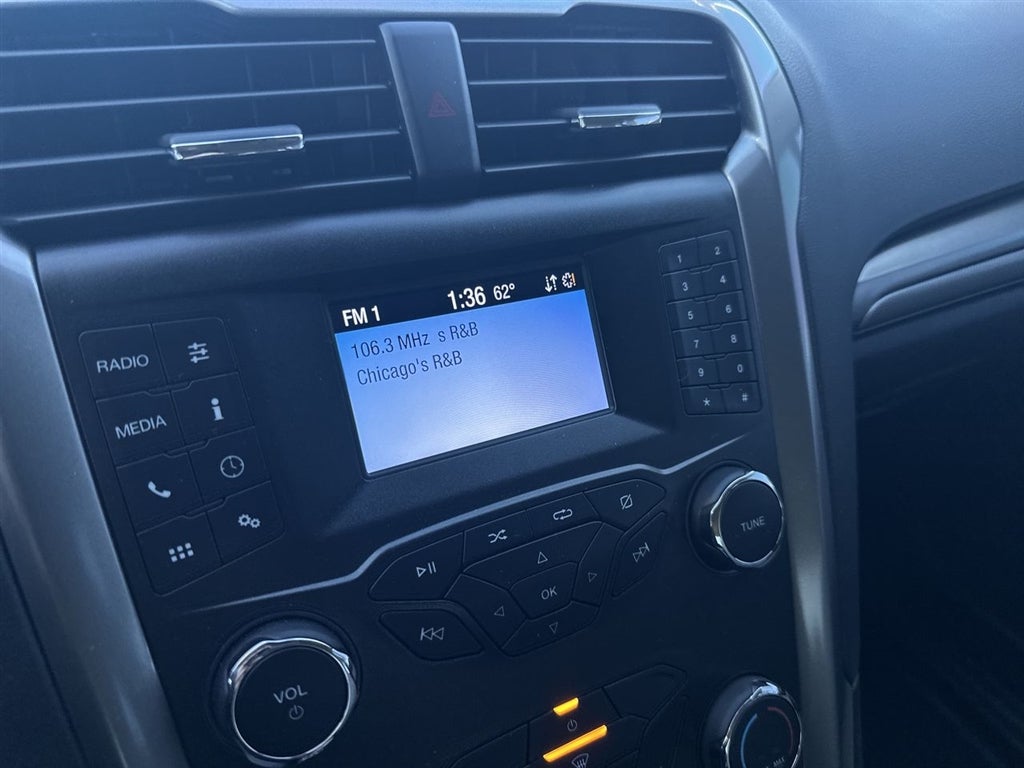 FM 1 1:36 62°
106.3 MHz s R&B
Chicago's R&B
RADIO
MEDIA
i
1 2
3 4
5 6
7 8
9 0
* #
TUNE
OK
VOL
MAX